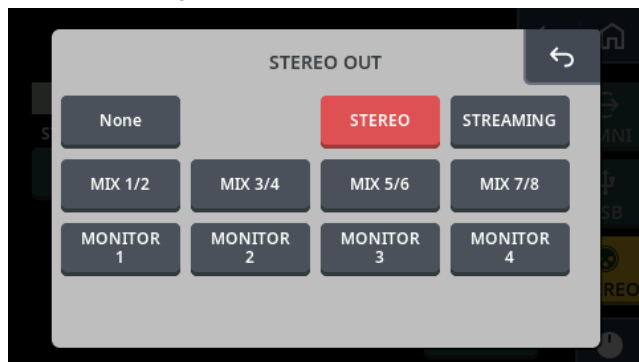 STEREO OUT
None
STEREO
STREAMING
MIX 1/2
MIX 3/4
MIX 5/6
MIX 7/8
MONITOR
1
MONITOR
2
MONITOR
3
MONITOR
4